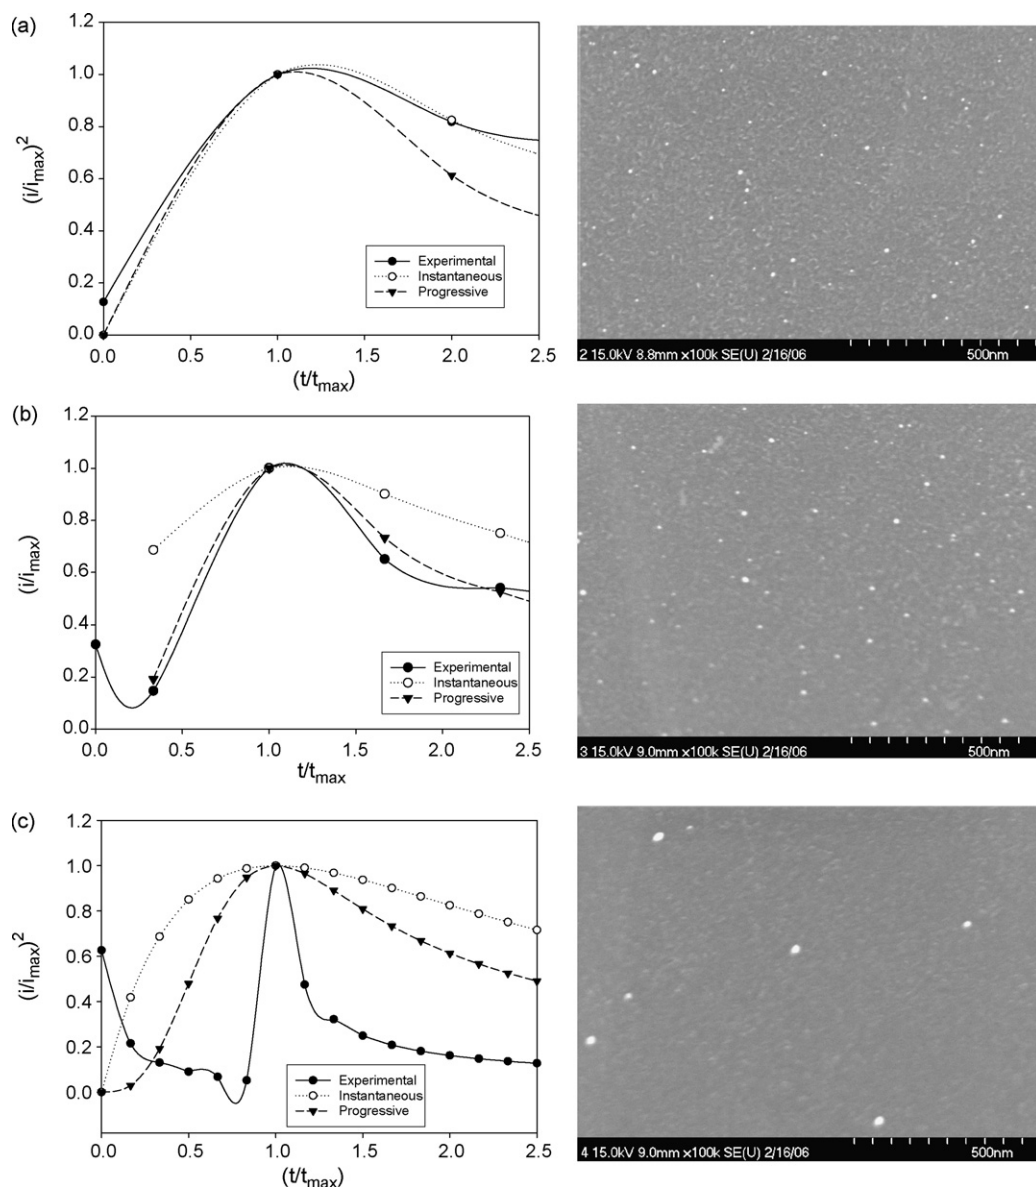 (a)
1.2
1.0
0.8
0.6
0.4
0.2
0.0
(i/i_max)^2
Experimental
Instantaneous
Progressive
0.0 0.5 1.0 1.5 2.0 2.5
(t/t_max)
2 15.0kV 8.8mm x100k SE(U) 2/16/06 500nm
(b)
1.2
1.0
0.8
0.6
0.4
0.2
0.0
(i/i_max)
Experimental
Instantaneous
Progressive
0.0 0.5 1.0 1.5 2.0 2.5
t/t_max
3 15.0kV 9.0mm x100k SE(U) 2/16/06 500nm
(c)
1.2
1.0
0.8
0.6
0.4
0.2
0.0
(i/i_max)^2
Experimental
Instantaneous
Progressive
0.0 0.5 1.0 1.5 2.0 2.5
(t/t_max)
4 15.0kV 9.0mm x100k SE(U) 2/16/06 500nm